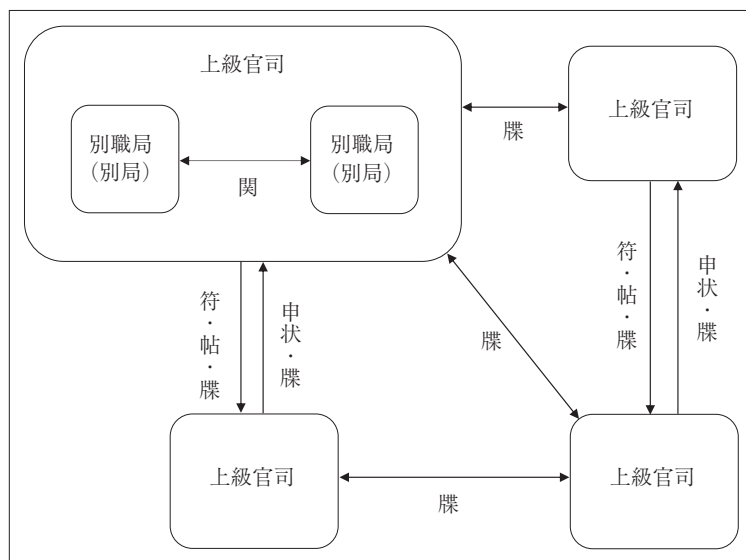 上級官司
別職局
（別局）
別職局
（別局）
関
牒
上級官司
符・帖・牒
申状・牒
牒
符・帖・牒
申状・牒
上級官司
牒
上級官司